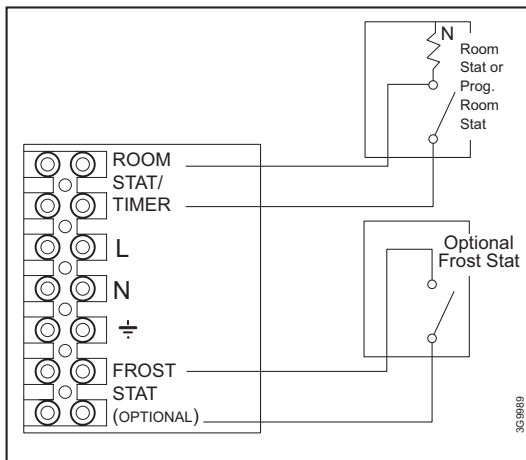 N
Room
Stat or
Prog.
Room
Stat
ROOM
STAT/
TIMER
L
N
FROST
STAT
(OPTIONAL)
Optional
Frost Stat
3G9989